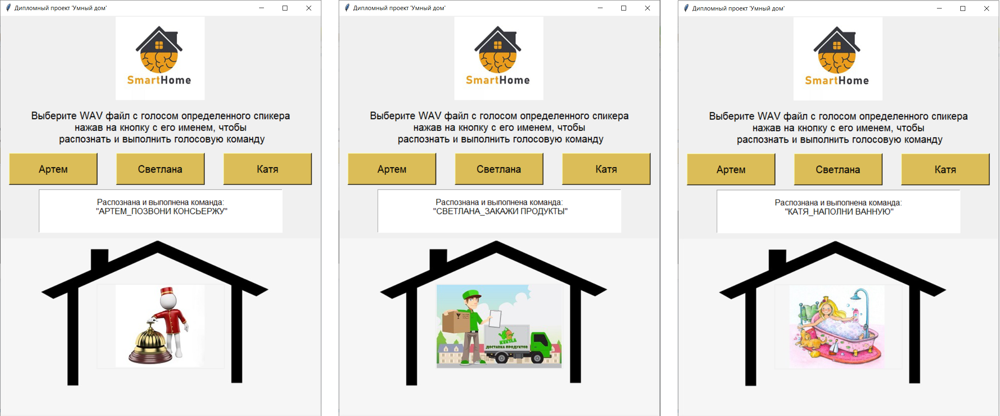 Дипломный проект 'Умный дом'
SmartHome
Выберите WAV файл с голосом определенного спикера
нажав на кнопку с его именем, чтобы
распознать и выполнить голосовую команду
Артем
Светлана
Катя
Распознана и выполнена команда:
"АРТЕМ_ПОЗВОНИ КОНСЬЕРЖУ"
Дипломный проект 'Умный дом'
SmartHome
Выберите WAV файл с голосом определенного спикера
нажав на кнопку с его именем, чтобы
распознать и выполнить голосовую команду
Артем
Светлана
Катя
Распознана и выполнена команда:
"СВЕТЛАНА_ЗАКАЖИ ПРОДУКТЫ"
KEESLA
ДОСТАВКА ПРОДУКТОВ
Дипломный проект 'Умный дом'
SmartHome
Выберите WAV файл с голосом определенного спикера
нажав на кнопку с его именем, чтобы
распознать и выполнить голосовую команду
Артем
Светлана
Катя
Распознана и выполнена команда:
"КАТЯ_НАПОЛНИ ВАННУЮ"